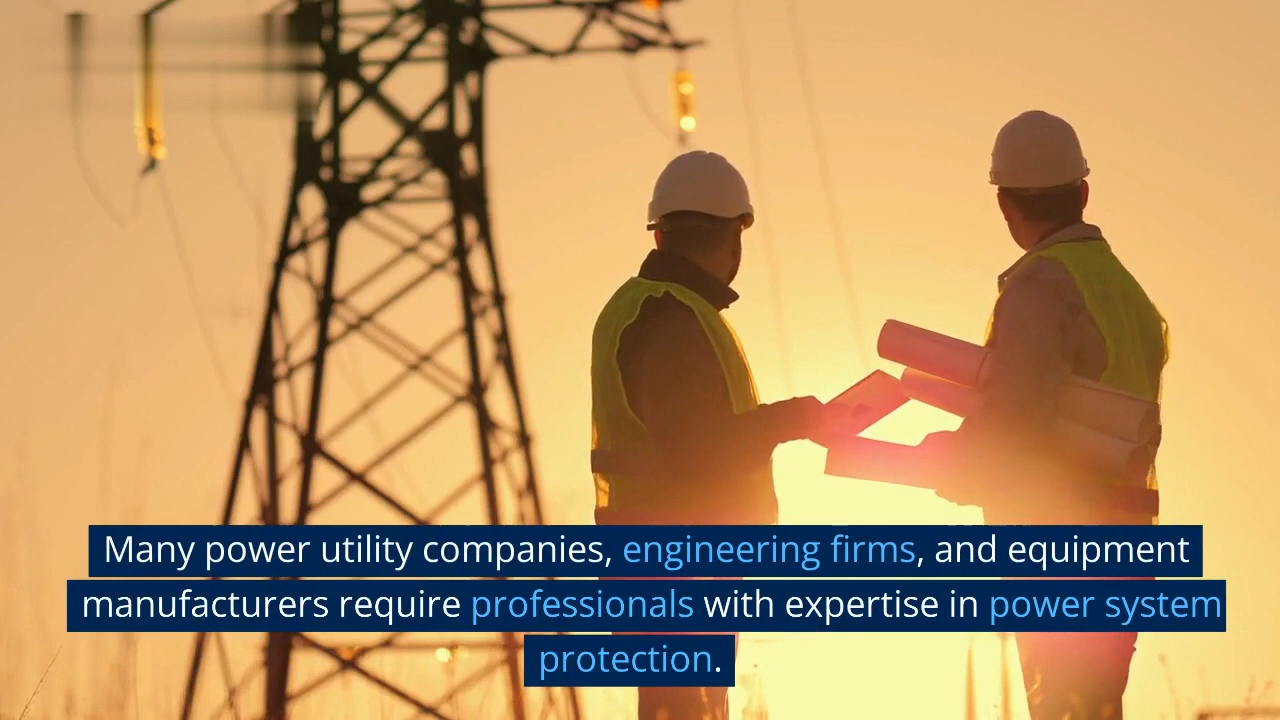 Many power utility companies, engineering firms, and equipment
manufacturers require professionals with expertise in power system
protection.